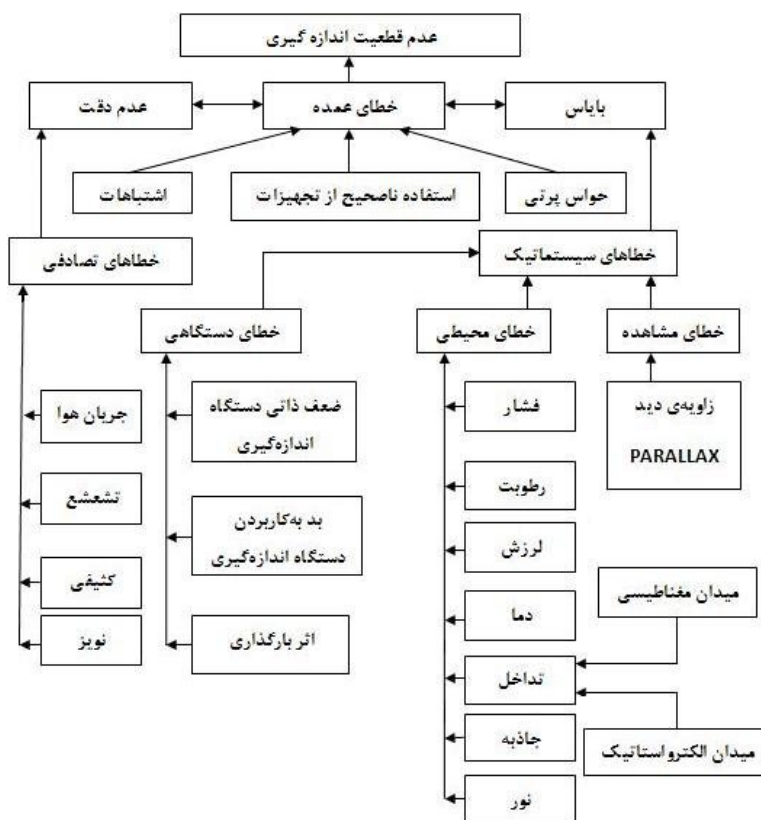 عدم قطعیت اندازه گیری
بایاس
خطای عمده
عدم دقت
حواس پرتی
استفاده ناصحیح از تجهیزات
اشتباهات
خطاهای سیستماتیک
خطاهای تصادفی
خطای مشاهده
خطای محیطی
خطای دستگاهی
زاویه‌ی دید
PARALLAX
فشار
رطوبت
لرزش
دما
تداخل
جاذبه
نور
میدان مغناطیسی
میدان الکترواستاتیک
ضعف ذاتی دستگاه
اندازه‌گیری
بد به‌کاربردن
دستگاه اندازه‌گیری
اثر بارگذاری
جریان هوا
تشعشع
کثیفی
نویز